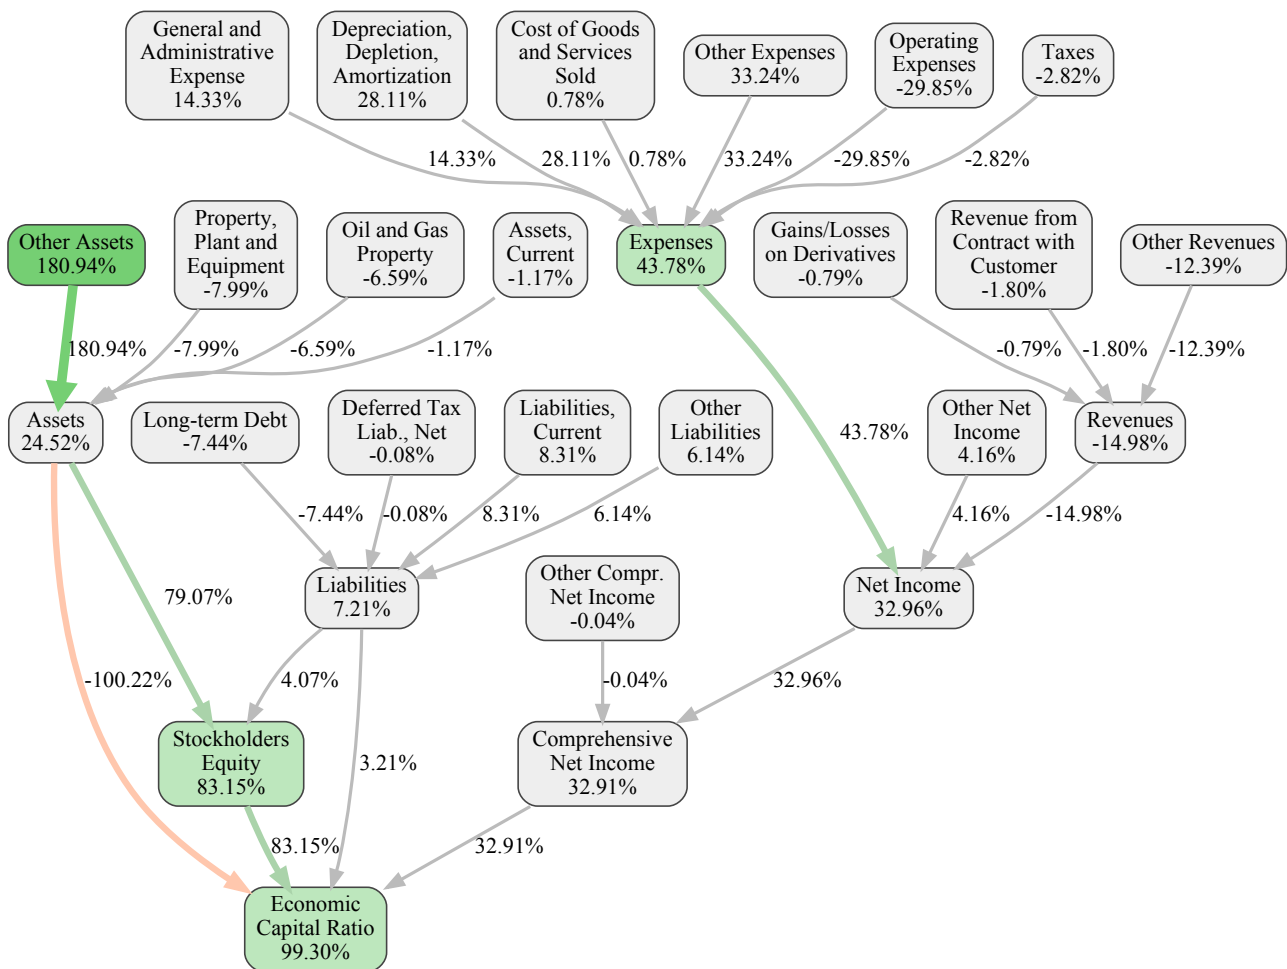 General and
Administrative
Expense
14.33%
Depreciation,
Depletion,
Amortization
28.11%
Cost of Goods
and Services
Sold
0.78%
Other Expenses
33.24%
Operating
Expenses
-29.85%
Taxes
-2.82%
14.33%
28.11%
0.78%
33.24%
-29.85%
-2.82%
Other Assets
180.94%
Property,
Plant and
Equipment
-7.99%
Oil and Gas
Property
-6.59%
Assets,
Current
-1.17%
Expenses
43.78%
Gains/Losses
on Derivatives
-0.79%
Revenue from
Contract with
Customer
-1.80%
Other Revenues
-12.39%
180.94%
-7.99%
-6.59%
-1.17%
-0.79%
-1.80%
-12.39%
Assets
24.52%
Long-term Debt
-7.44%
Deferred Tax
Liab., Net
-0.08%
Liabilities,
Current
8.31%
Other
Liabilities
6.14%
43.78%
Other Net
Income
4.16%
Revenues
-14.98%
-7.44%
-0.08%
8.31%
6.14%
4.16%
-14.98%
79.07%
Liabilities
7.21%
Other Compr.
Net Income
-0.04%
Net Income
32.96%
-100.22%
4.07%
-0.04%
32.96%
Stockholders
Equity
83.15%
3.21%
Comprehensive
Net Income
32.91%
83.15%
32.91%
Economic
Capital Ratio
99.30%